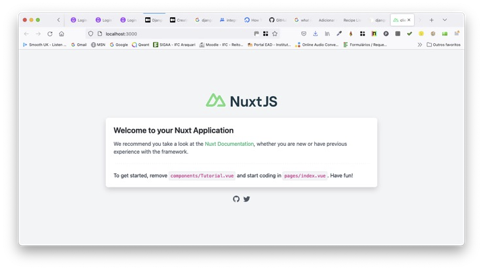 localhost:3000
Smooth UK - Listen ...
Gmail
MSN
Google
Qwant
SIGAA - IFC Araquari
Moodle - IFC - Reito...
Portal EAD - Institut...
Online Audio Conve...
Formulários | Reque...
Outros favoritos
NuxtJS
Welcome to your Nuxt Application
We recommend you take a look at the Nuxt Documentation, whether you are new or have previous
experience with the framework.
To get started, remove components/Tutorial.vue and start coding in pages/index.vue. Have fun!